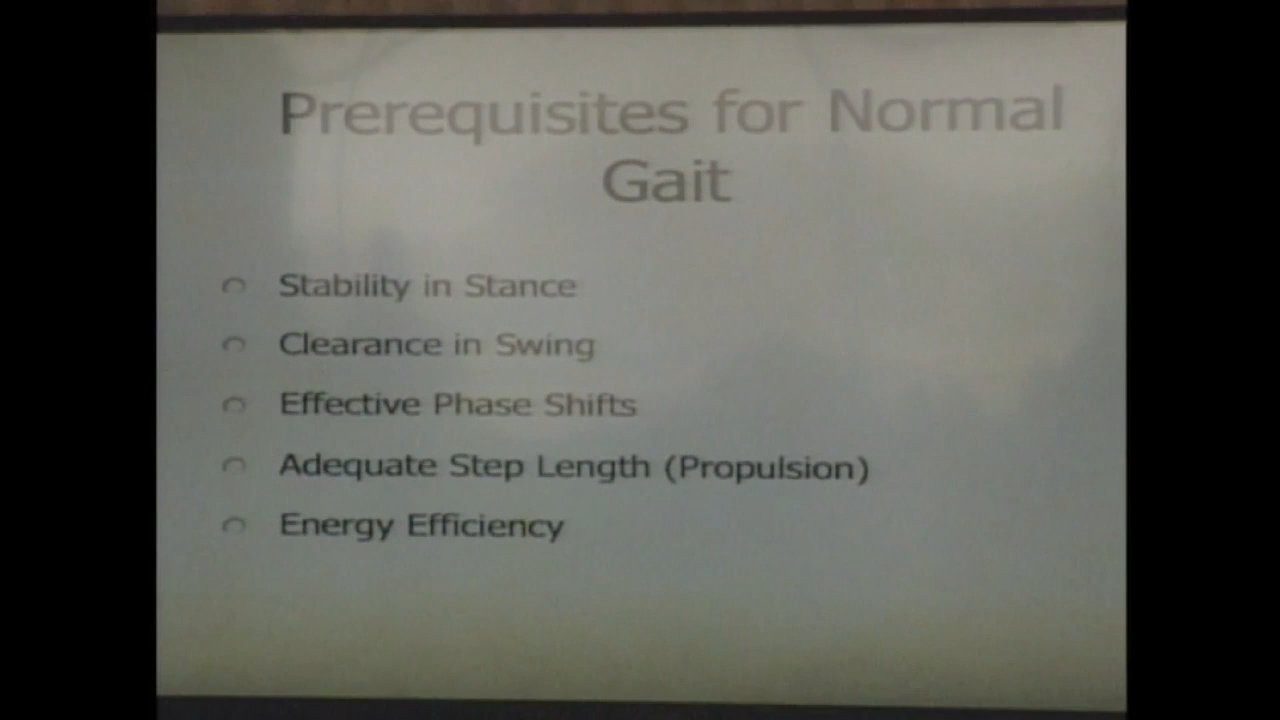 Prerequisites for Normal
Gait
Stability in Stance
Clearance in Swing
Effective Phase Shifts
Adequate Step Length (Propulsion)
Energy Efficiency